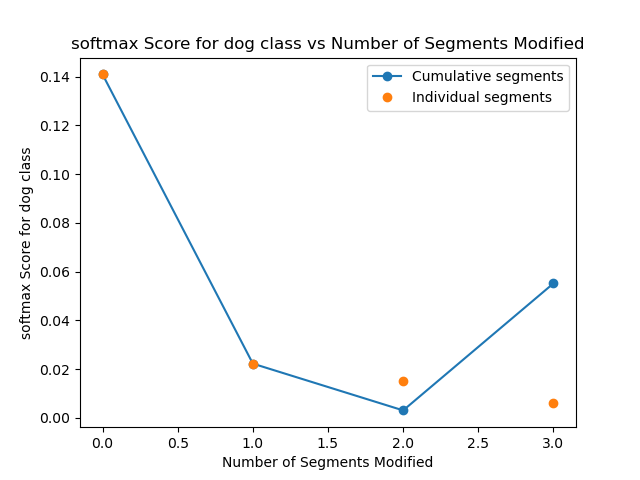 softmax Score for dog class vs Number of Segments Modified
Cumulative segments
Individual segments
softmax Score for dog class
0.14
0.12
0.10
0.08
0.06
0.04
0.02
0.00
0.0 0.5 1.0 1.5 2.0 2.5 3.0
Number of Segments Modified